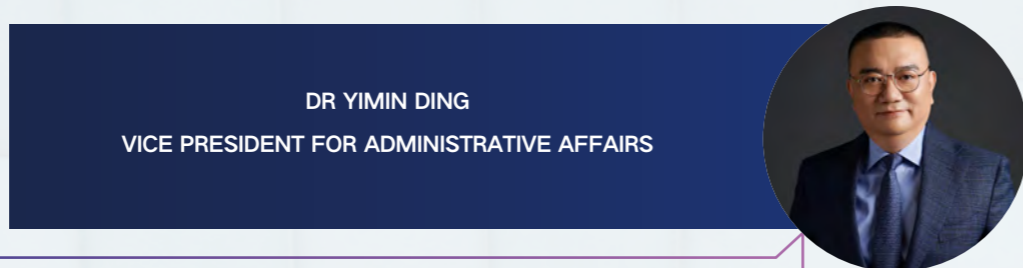 DR YIMIN DING
VICE PRESIDENT FOR ADMINISTRATIVE AFFAIRS